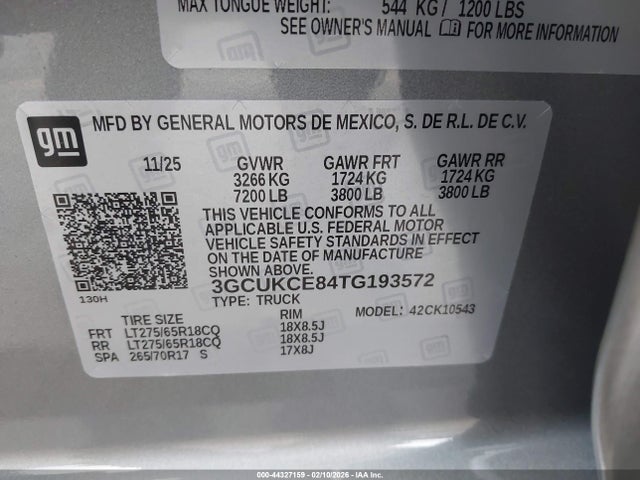 MAX TONGUE WEIGHT: 544 KG / 1200 LBS
SEE OWNER'S MANUAL FOR MORE INFORMATION
gm MFD BY GENERAL MOTORS DE MEXICO, S. DE R.L. DE C.V.
11/25 GVWR GAWR FRT GAWR RR
3266 KG 1724 KG 1724 KG
7200 LB 3800 LB 3800 LB
THIS VEHICLE CONFORMS TO ALL
APPLICABLE U.S. FEDERAL MOTOR
VEHICLE SAFETY STANDARDS IN EFFECT
ON THE DATE OF MANUFACTURE
SHOWN ABOVE.
3GCUKCE84TG193572
130H TYPE: TRUCK MODEL: 42CK10543
TIRE SIZE RIM
FRT LT275/65R18CQ 18X8.5J
RR LT275/65R18CQ 18X8.5J
SPA 265/70R17 S 17X8J
000-44327159 - 02/10/2026 - IAA Inc.